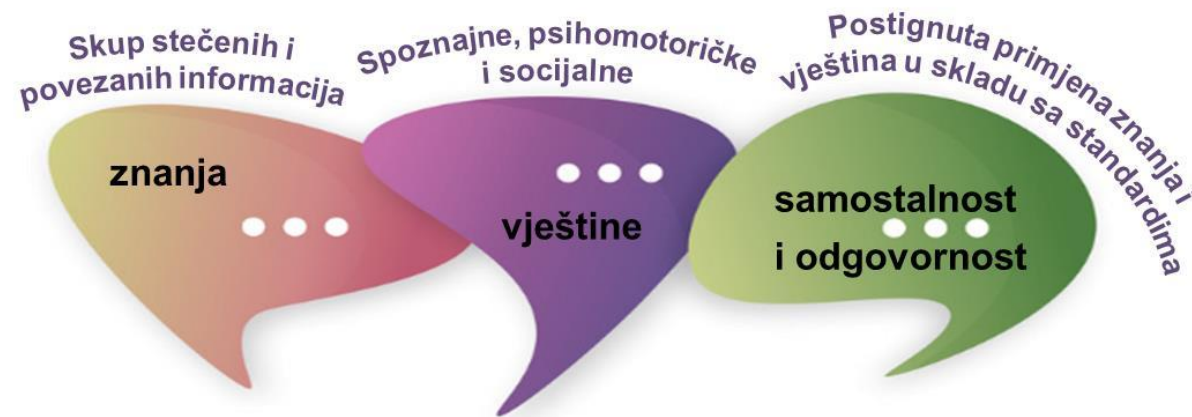 Skup stečenih i
povezanih informacija
znanja
Spoznajne, psihomotoričke
i socijalne
vještine
Postignuta primjena znanja i
vještina u skladu sa standardima
samostalnost
i odgovornost